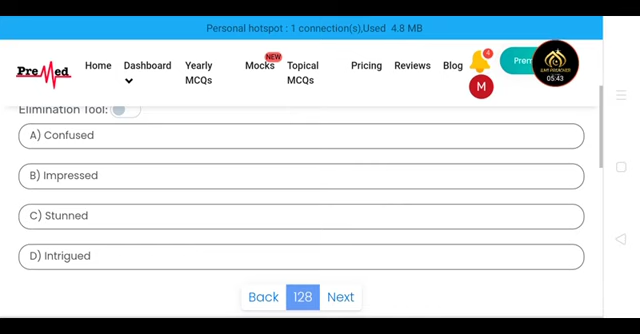 Personal hotspot : 1 connection(s),Used 4.8 MB
PreMed
Home
Dashboard
Yearly
MCQs
Mocks
NEW
Topical
MCQs
Pricing
Reviews
Blog
4
M
05:43
Elimination Tool:
A) Confused
B) Impressed
C) Stunned
D) Intrigued
Back 128 Next